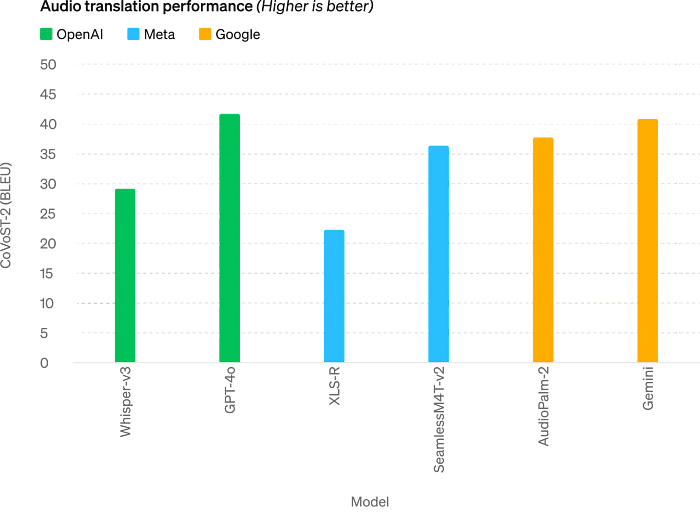 Audio translation performance (Higher is better)
OpenAI Meta Google
50
45
40
35
30
25
20
15
10
5
0
CoVoST-2 (BLEU)
Whisper-v3
GPT-4o
XLS-R
SeamlessM4T-v2
AudioPalm-2
Gemini
Model